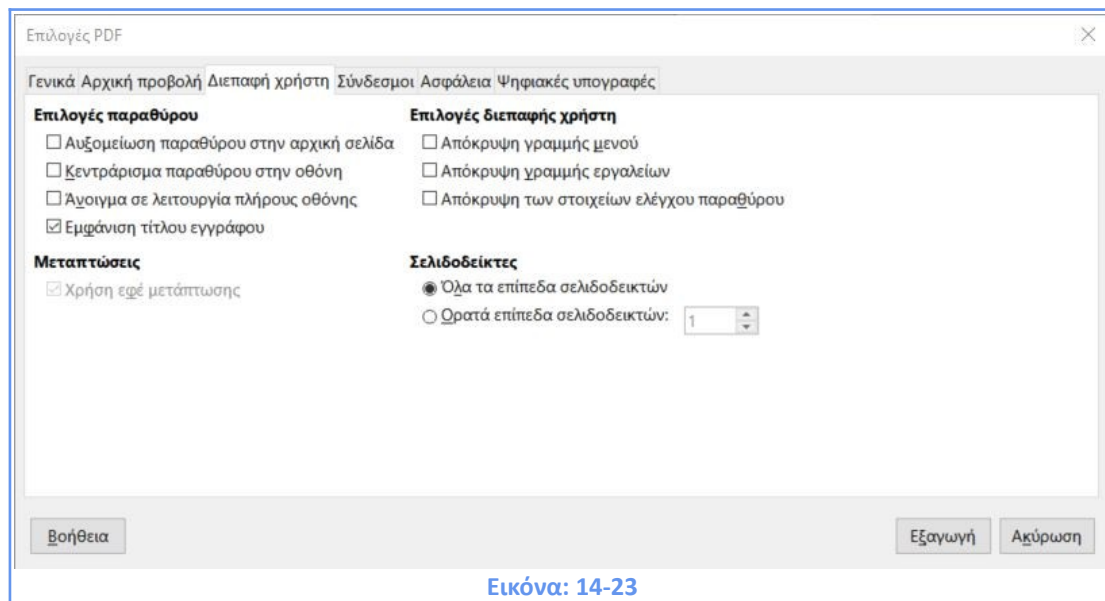 Επιλογές PDF
Γενικά Αρχική προβολή Διεπαφή χρήστη Σύνδεσμοι Ασφάλεια Ψηφιακές υπογραφές
Επιλογές παραθύρου
Αυξομείωση παραθύρου στην αρχική σελίδα
Κεντράρισμα παραθύρου στην οθόνη
Άνοιγμα σε λειτουργία πλήρους οθόνης
Εμφάνιση τίτλου εγγράφου
Μεταπτώσεις
Χρήση εφέ μετάπτωσης
Επιλογές διεπαφής χρήστη
Απόκρυψη γραμμής μενού
Απόκρυψη γραμμής εργαλείων
Απόκρυψη των στοιχείων ελέγχου παραθύρου
Σελιδοδείκτες
Όλα τα επίπεδα σελιδοδεικτών
Ορατά επίπεδα σελιδοδεικτών: 1
Βοήθεια
Εξαγωγή
Ακύρωση
Εικόνα: 14-23